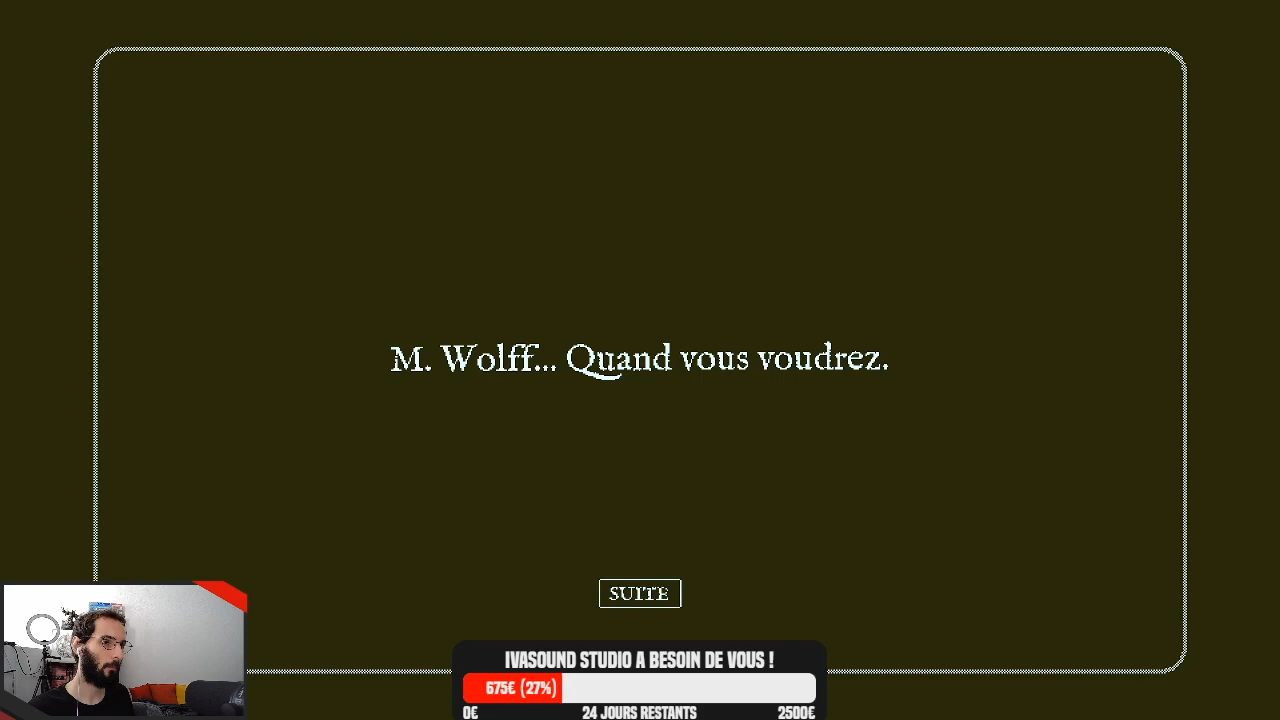 M. Wolff... Quand vous voudrez.
SUITE
IVASOUND STUDIO A BESOIN DE VOUS !
675€ (27%)
0€ 24 JOURS RESTANTS 2500€